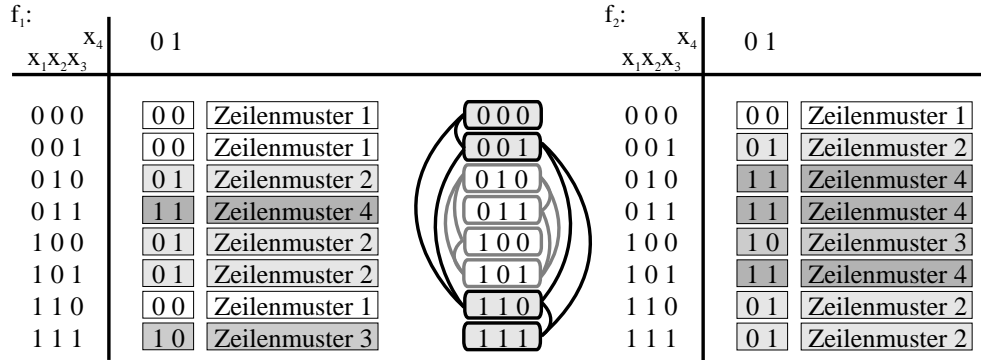 f₁: f₂:
x₄ 0 1 x₄ 0 1
x₁x₂x₃ x₁x₂x₃
0 0 0 0 0 Zeilenmuster 1 0 0 0 0 0 0 0 0 Zeilenmuster 1
0 0 1 0 0 Zeilenmuster 1 0 0 1 0 0 1 0 1 Zeilenmuster 2
0 1 0 0 1 Zeilenmuster 2 0 1 0 0 1 0 1 1 Zeilenmuster 4
0 1 1 1 1 Zeilenmuster 4 0 1 1 0 1 1 1 1 Zeilenmuster 4
1 0 0 0 1 Zeilenmuster 2 1 0 0 1 0 0 1 0 Zeilenmuster 3
1 0 1 0 1 Zeilenmuster 2 1 0 1 1 0 1 1 1 Zeilenmuster 4
1 1 0 0 0 Zeilenmuster 1 1 1 0 1 1 0 0 1 Zeilenmuster 2
1 1 1 1 0 Zeilenmuster 3 1 1 1 1 1 1 0 1 Zeilenmuster 2